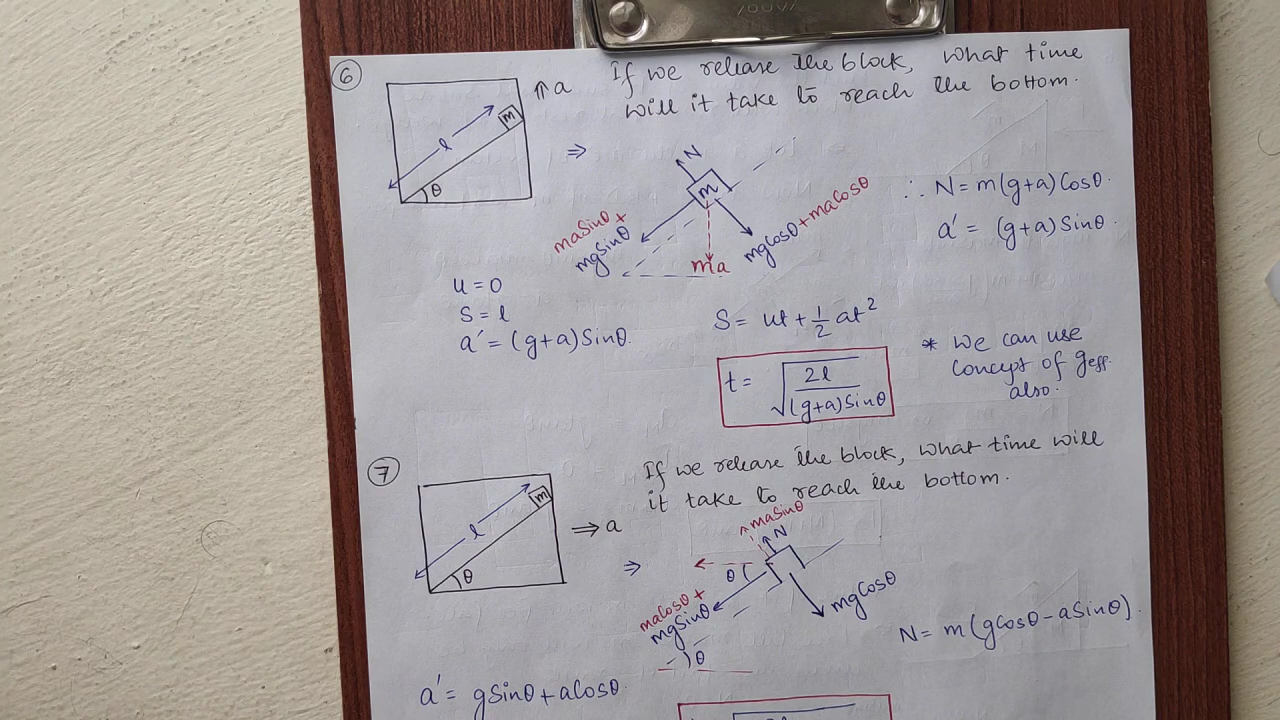 YOUVA
6
If we release the block, what time
will it take to reach the bottom.
⇑ a
m
l
θ
⇒
N
m
∴ N = m(g+a) Cosθ.
a′ = (g+a) Sinθ.
maSinθ +
mgSinθ
mgCosθ + maCosθ
ma
u = 0
S = l
a′ = (g+a) Sinθ.
S = ut + 1/2 at²
t = √(2l/(g+a)Sinθ)
* We can use
concept of geff.
also.
7
If we release the block, what time will
it take to reach the bottom.
m
l
θ
⇒ a
⇒
maSinθ
N
θ
maCosθ +
mgSinθ
mgCosθ
θ
N = m(gCosθ - aSinθ).
a′ = gSinθ + aCosθ.